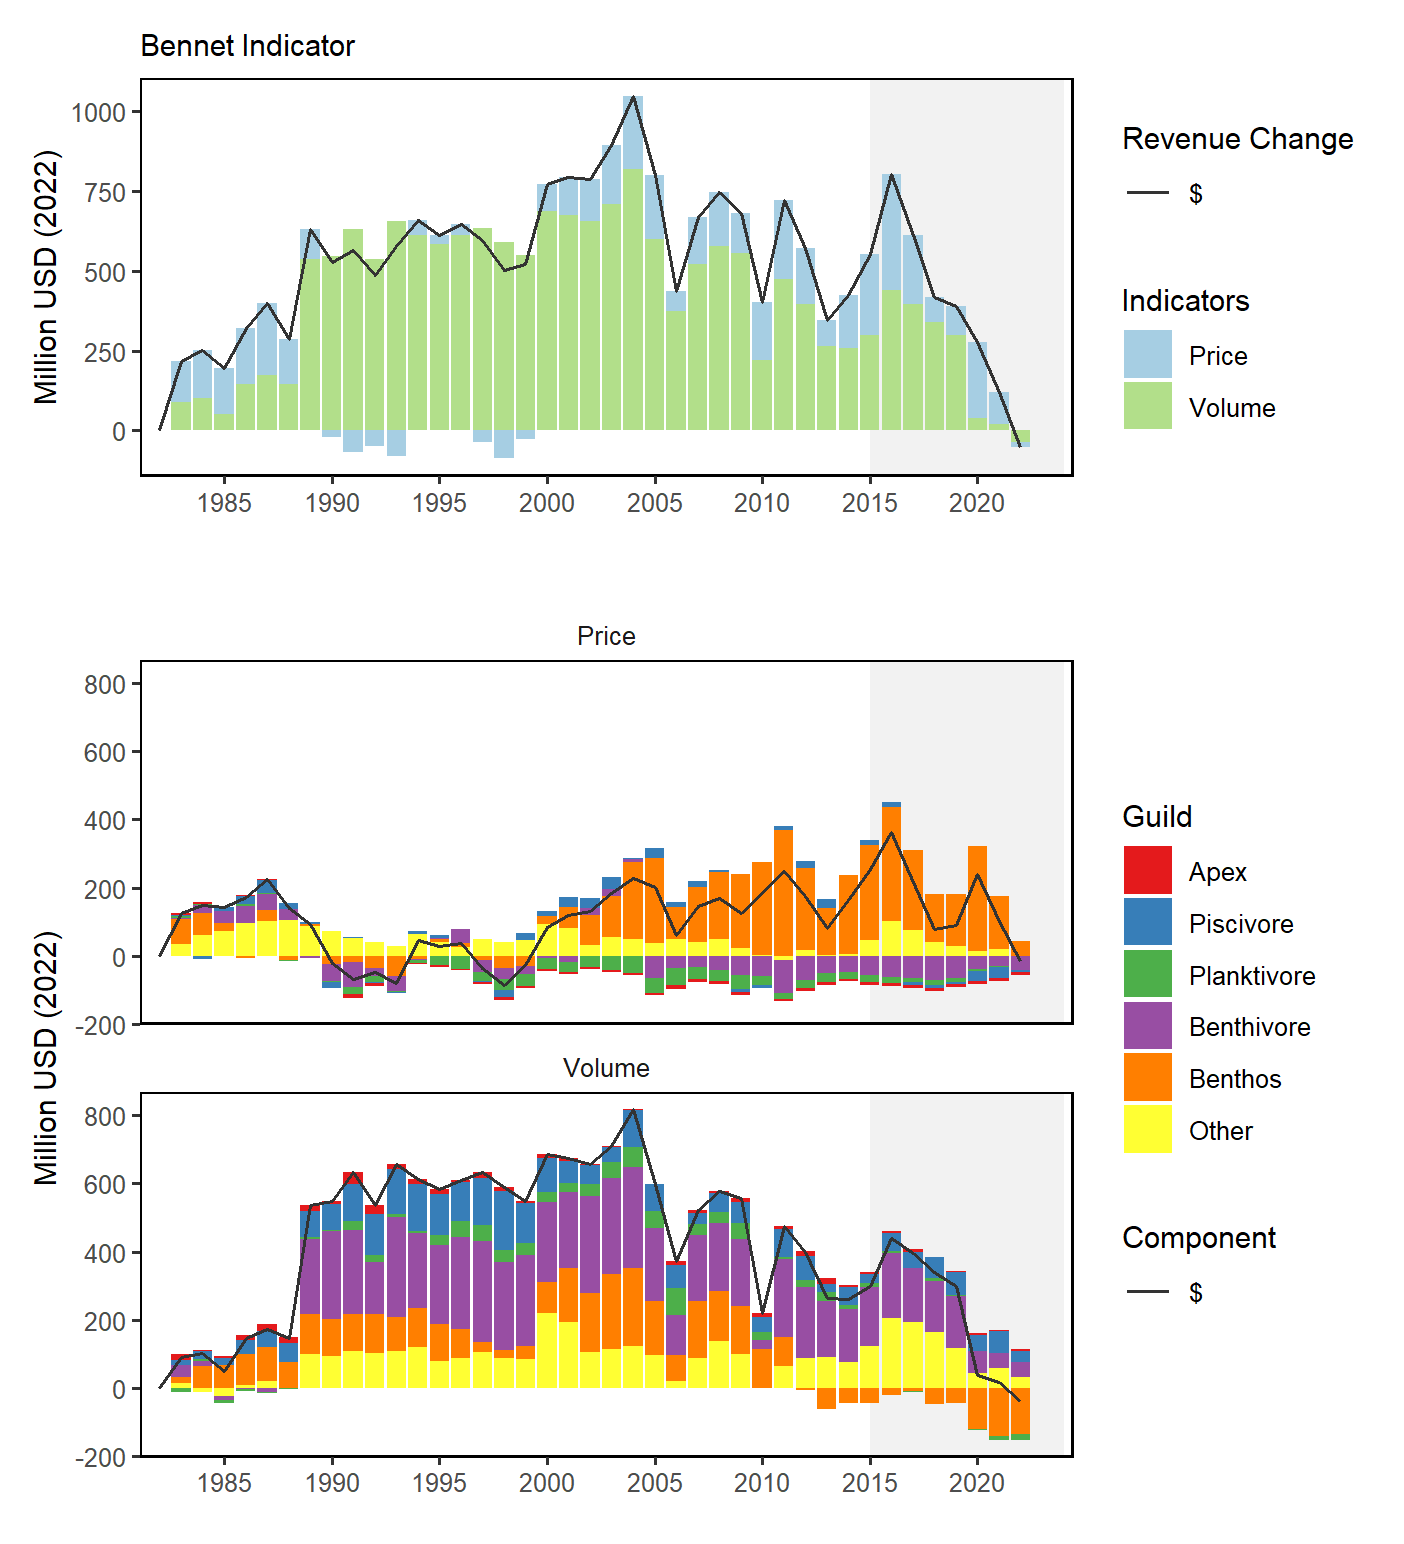 Bennet Indicator
Million USD (2022)
1000
750
500
250
0
1985 1990 1995 2000 2005 2010 2015 2020
Revenue Change
$
Indicators
Price
Volume
Price
Million USD (2022)
800
600
400
200
0
-200
Volume
800
600
400
200
0
-200
1985 1990 1995 2000 2005 2010 2015 2020
Guild
Apex
Piscivore
Planktivore
Benthivore
Benthos
Other
Component
$